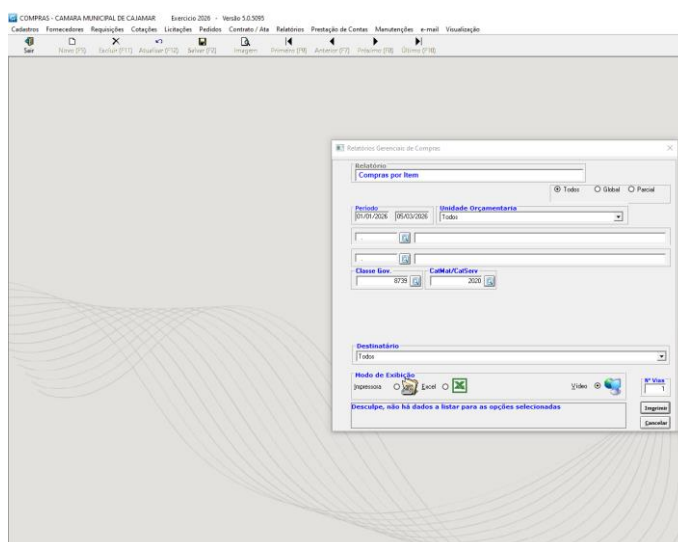 COMPRAS - CAMARA MUNICIPAL DE CAJAMAR Exercicio 2026 - Versão 5.0.5095
Cadastros Fornecedores Requisições Cotações Licitações Pedidos Contrato / Ata Relatórios Prestação de Contas Manutenções e-mail Visualização
Sair Novo (F5) Excluir (F11) Atualizar (F12) Salvar (F2) Imagem Primeiro (F8) Anterior (F7) Próximo (F8) Último (F10)
Relatórios Gerenciais de Compras
Relatório
Compras por Item
Todos Global Parcial
Período Unidade Orçamentaria
01/01/2026 05/03/2026 Todos
Classe Gov. CatMat/CatServ
8739 2020
Destinatário
Todos
Modo de Exibição
Impressora Excel Vídeo
Nº Vias
1
Desculpe, não há dados a listar para as opções selecionadas
Imprimir
Cancelar